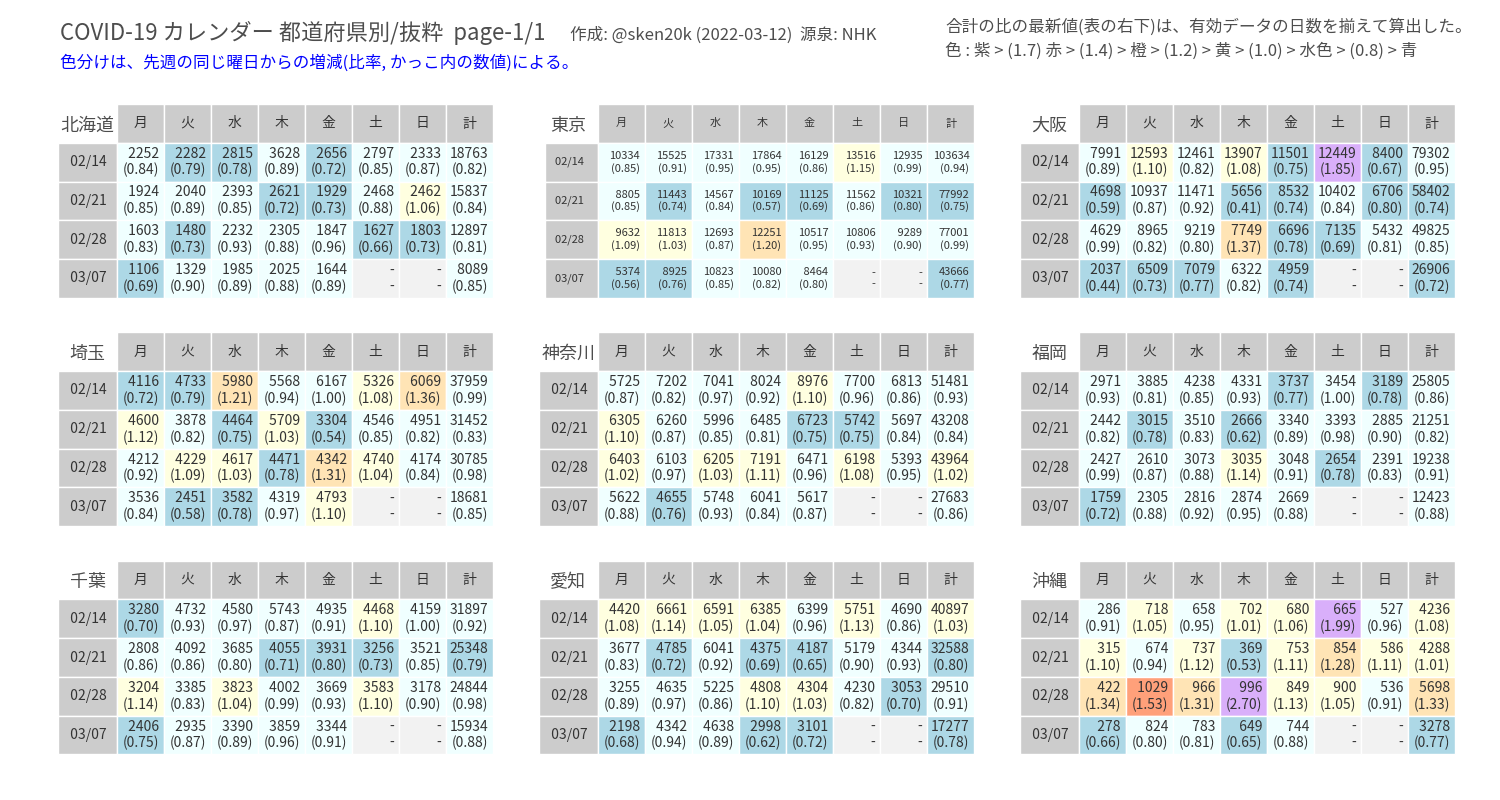 COVID-19 カレンダー 都道府県別/抜粋 page-1/1 作成: @sken20k (2022-03-12) 源泉: NHK
合計の比の最新値(表の右下)は、有効データの日数を揃えて算出した。
色分けは、先週の同じ曜日からの増減(比率, かっこ内の数値)による。
色 : 紫 > (1.7) 赤 > (1.4) 橙 > (1.2) 黄 > (1.0) > 水色 > (0.8) > 青
北海道 月 火 水 木 金 土 日 計
02/14 2252 2282 2815 3628 2656 2797 2333 18763
(0.84) (0.79) (0.78) (0.89) (0.72) (0.85) (0.87) (0.82)
02/21 1924 2040 2393 2621 1929 2468 2462 15837
(0.85) (0.89) (0.85) (0.72) (0.73) (0.88) (1.06) (0.84)
02/28 1603 1480 2232 2305 1847 1627 1803 12897
(0.83) (0.73) (0.93) (0.88) (0.96) (0.66) (0.73) (0.81)
03/07 1106 1329 1985 2025 1644 - - 8089
(0.69) (0.90) (0.89) (0.88) (0.89) - - (0.85)
東京 月 火 水 木 金 土 日 計
02/14 10334 15525 17331 17864 16129 13516 12935 103634
(0.85) (0.91) (0.95) (0.95) (0.86) (1.15) (0.99) (0.94)
02/21 8805 11443 14567 10169 11125 11562 10321 77992
(0.85) (0.74) (0.84) (0.57) (0.69) (0.86) (0.80) (0.75)
02/28 9632 11813 12693 12251 10517 10806 9289 77001
(1.09) (1.03) (0.87) (1.20) (0.95) (0.93) (0.90) (0.99)
03/07 5374 8925 10823 10080 8464 - - 43666
(0.56) (0.76) (0.85) (0.82) (0.80) - - (0.77)
大阪 月 火 水 木 金 土 日 計
02/14 7991 12593 12461 13907 11501 12449 8400 79302
(0.89) (1.10) (0.82) (1.08) (0.75) (1.85) (0.67) (0.95)
02/21 4698 10937 11471 5656 8532 10402 6706 58402
(0.59) (0.87) (0.92) (0.41) (0.74) (0.84) (0.80) (0.74)
02/28 4629 8965 9219 7749 6696 7135 5432 49825
(0.99) (0.82) (0.80) (1.37) (0.78) (0.69) (0.81) (0.85)
03/07 2037 6509 7079 6322 4959 - - 26906
(0.44) (0.73) (0.77) (0.82) (0.74) - - (0.72)
埼玉 月 火 水 木 金 土 日 計
02/14 4116 4733 5980 5568 6167 5326 6069 37959
(0.72) (0.79) (1.21) (0.94) (1.00) (1.08) (1.36) (0.99)
02/21 4600 3878 4464 5709 3304 4546 4951 31452
(1.12) (0.82) (0.75) (1.03) (0.54) (0.85) (0.82) (0.83)
02/28 4212 4229 4617 4471 4342 4740 4174 30785
(0.92) (1.09) (1.03) (0.78) (1.31) (1.04) (0.84) (0.98)
03/07 3536 2451 3582 4319 4793 - - 18681
(0.84) (0.58) (0.78) (0.97) (1.10) - - (0.85)
神奈川 月 火 水 木 金 土 日 計
02/14 5725 7202 7041 8024 8976 7700 6813 51481
(0.87) (0.82) (0.97) (0.92) (1.10) (0.96) (0.86) (0.93)
02/21 6305 6260 5996 6485 6723 5742 5697 43208
(1.10) (0.87) (0.85) (0.81) (0.75) (0.75) (0.84) (0.84)
02/28 6403 6103 6205 7191 6471 6198 5393 43964
(1.02) (0.97) (1.03) (1.11) (0.96) (1.08) (0.95) (1.02)
03/07 5622 4655 5748 6041 5617 - - 27683
(0.88) (0.76) (0.93) (0.84) (0.87) - - (0.86)
福岡 月 火 水 木 金 土 日 計
02/14 2971 3885 4238 4331 3737 3454 3189 25805
(0.93) (0.81) (0.85) (0.93) (0.77) (1.00) (0.78) (0.86)
02/21 2442 3015 3510 2666 3340 3393 2885 21251
(0.82) (0.78) (0.83) (0.62) (0.89) (0.98) (0.90) (0.82)
02/28 2427 2610 3073 3035 3048 2654 2391 19238
(0.99) (0.87) (0.88) (1.14) (0.91) (0.78) (0.83) (0.91)
03/07 1759 2305 2816 2874 2669 - - 12423
(0.72) (0.88) (0.92) (0.95) (0.88) - - (0.88)
千葉 月 火 水 木 金 土 日 計
02/14 3280 4732 4580 5743 4935 4468 4159 31897
(0.70) (0.93) (0.97) (0.87) (0.91) (1.10) (1.00) (0.92)
02/21 2808 4092 3685 4055 3931 3256 3521 25348
(0.86) (0.86) (0.80) (0.71) (0.80) (0.73) (0.85) (0.79)
02/28 3204 3385 3823 4002 3669 3583 3178 24844
(1.14) (0.83) (1.04) (0.99) (0.93) (1.10) (0.90) (0.98)
03/07 2406 2935 3390 3859 3344 - - 15934
(0.75) (0.87) (0.89) (0.96) (0.91) - - (0.88)
愛知 月 火 水 木 金 土 日 計
02/14 4420 6661 6591 6385 6399 5751 4690 40897
(1.08) (1.14) (1.05) (1.04) (0.96) (1.13) (0.86) (1.03)
02/21 3677 4785 6041 4375 4187 5179 4344 32588
(0.83) (0.72) (0.92) (0.69) (0.65) (0.90) (0.93) (0.80)
02/28 3255 4635 5225 4808 4304 4230 3053 29510
(0.89) (0.97) (0.86) (1.10) (1.03) (0.82) (0.70) (0.91)
03/07 2198 4342 4638 2998 3101 - - 17277
(0.68) (0.94) (0.89) (0.62) (0.72) - - (0.78)
沖縄 月 火 水 木 金 土 日 計
02/14 286 718 658 702 680 665 527 4236
(0.91) (1.05) (0.95) (1.01) (1.06) (1.99) (0.96) (1.08)
02/21 315 674 737 369 753 854 586 4288
(1.10) (0.94) (1.12) (0.53) (1.11) (1.28) (1.11) (1.01)
02/28 422 1029 966 996 849 900 536 5698
(1.34) (1.53) (1.31) (2.70) (1.13) (1.05) (0.91) (1.33)
03/07 278 824 783 649 744 - - 3278
(0.66) (0.80) (0.81) (0.65) (0.88) - - (0.77)